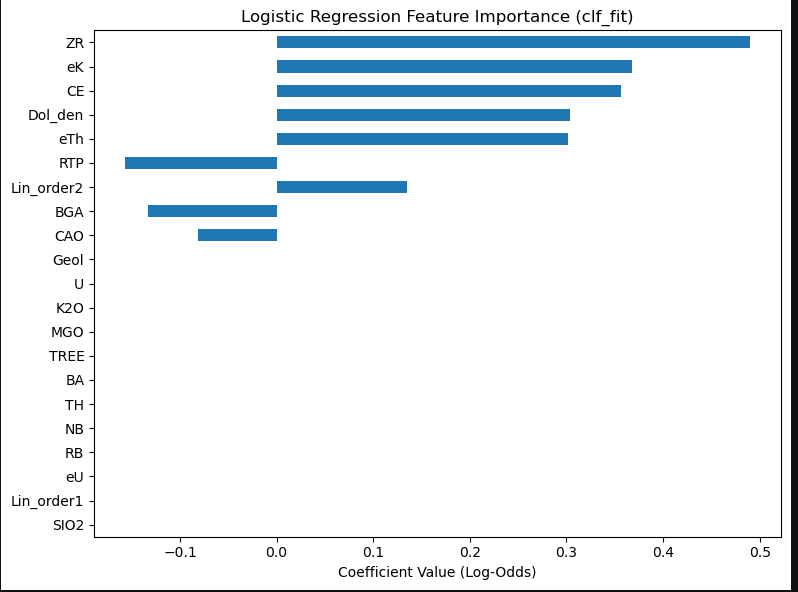 Logistic Regression Feature Importance (clf_fit)
ZR
eK
CE
Dol_den
eTh
RTP
Lin_order2
BGA
CAO
Geol
U
K2O
MGO
TREE
BA
TH
NB
RB
eU
Lin_order1
SIO2
−0.1 0.0 0.1 0.2 0.3 0.4 0.5
Coefficient Value (Log-Odds)